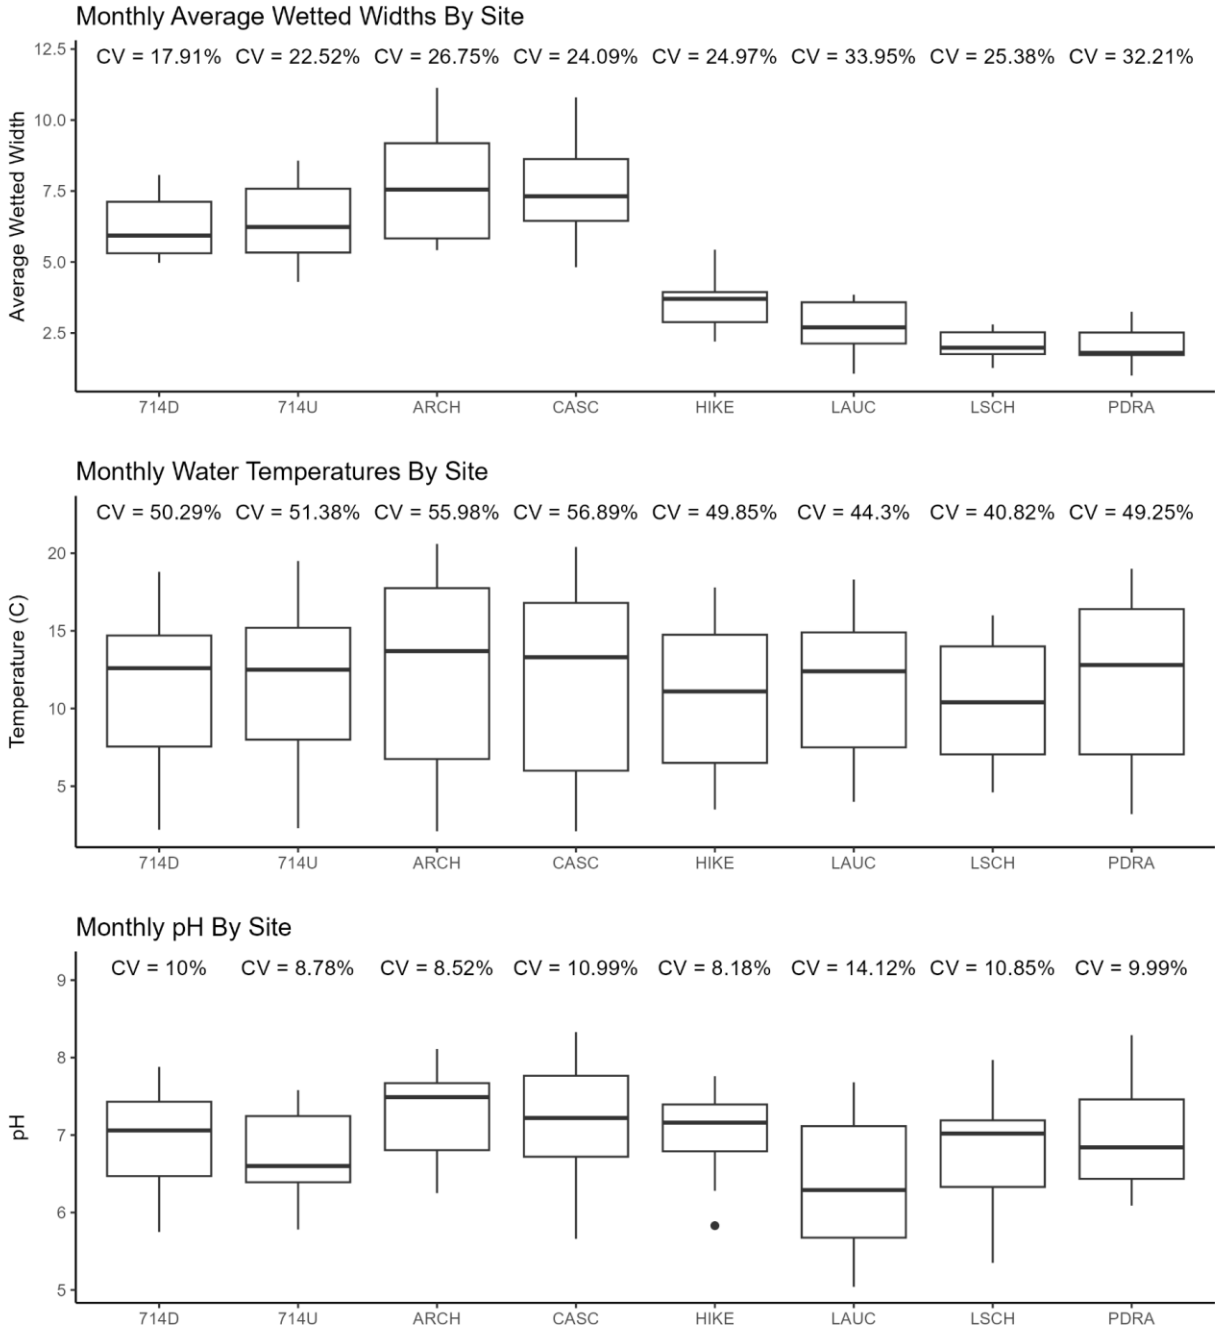 Monthly Average Wetted Widths By Site
CV = 17.91% CV = 22.52% CV = 26.75% CV = 24.09% CV = 24.97% CV = 33.95% CV = 25.38% CV = 32.21%
Average Wetted Width
12.5
10.0
7.5
5.0
2.5
714D 714U ARCH CASC HIKE LAUC LSCH PDRA
Monthly Water Temperatures By Site
CV = 50.29% CV = 51.38% CV = 55.98% CV = 56.89% CV = 49.85% CV = 44.3% CV = 40.82% CV = 49.25%
Temperature (C)
20
15
10
5
714D 714U ARCH CASC HIKE LAUC LSCH PDRA
Monthly pH By Site
CV = 10% CV = 8.78% CV = 8.52% CV = 10.99% CV = 8.18% CV = 14.12% CV = 10.85% CV = 9.99%
pH
9
8
7
6
5
714D 714U ARCH CASC HIKE LAUC LSCH PDRA